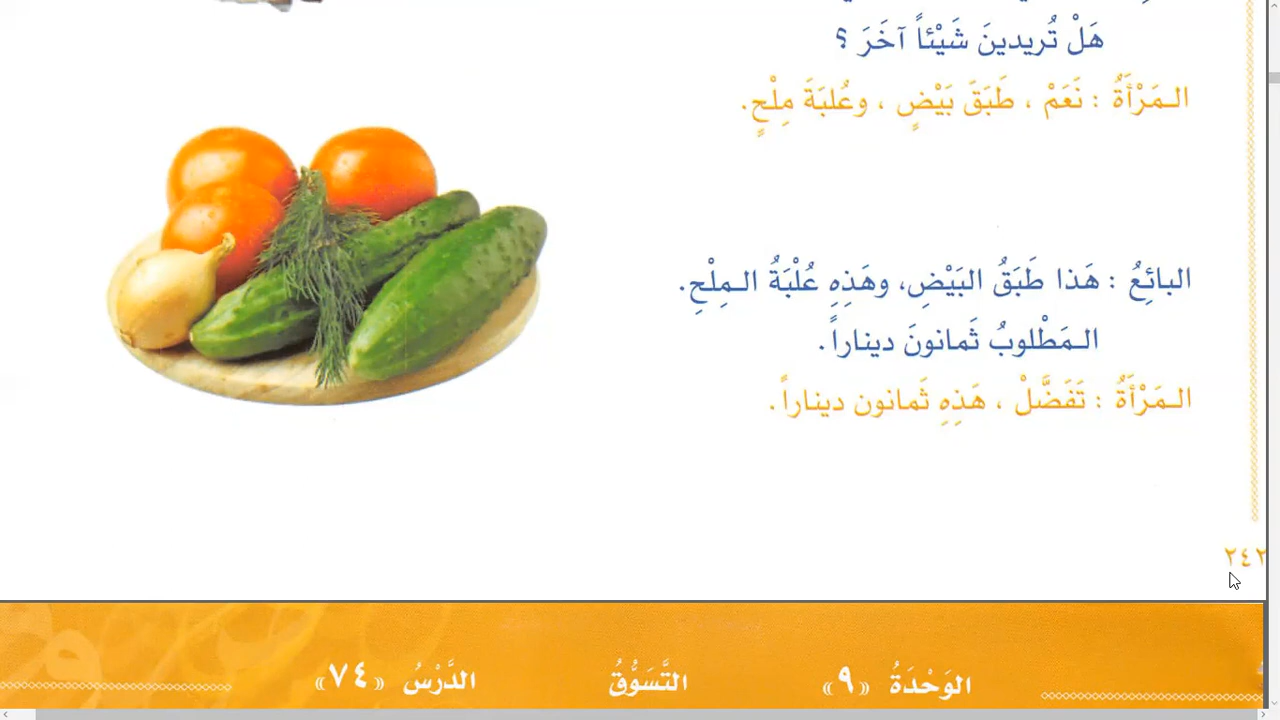 هَلْ تُريدينَ شَيْئاً آخَرَ ؟
الـمَرْأَةُ : نَعَمْ ، طَبَقَ بَيْضٍ ، وعُلبَةَ مِلْحٍ.
البائِعُ : هَذا طَبَقُ البَيْضِ، وهَذِهِ عُلْبَةُ الـمِلْحِ.
الـمَطْلوبُ ثَمانونَ ديناراً.
الـمَرْأَةُ : تَفَضَّلْ ، هَذِهِ ثَمانون ديناراً.
٢٤٢
الوَحْدَةُ «٩» التَّسَوُّقُ الدَّرْسُ «٧٤»